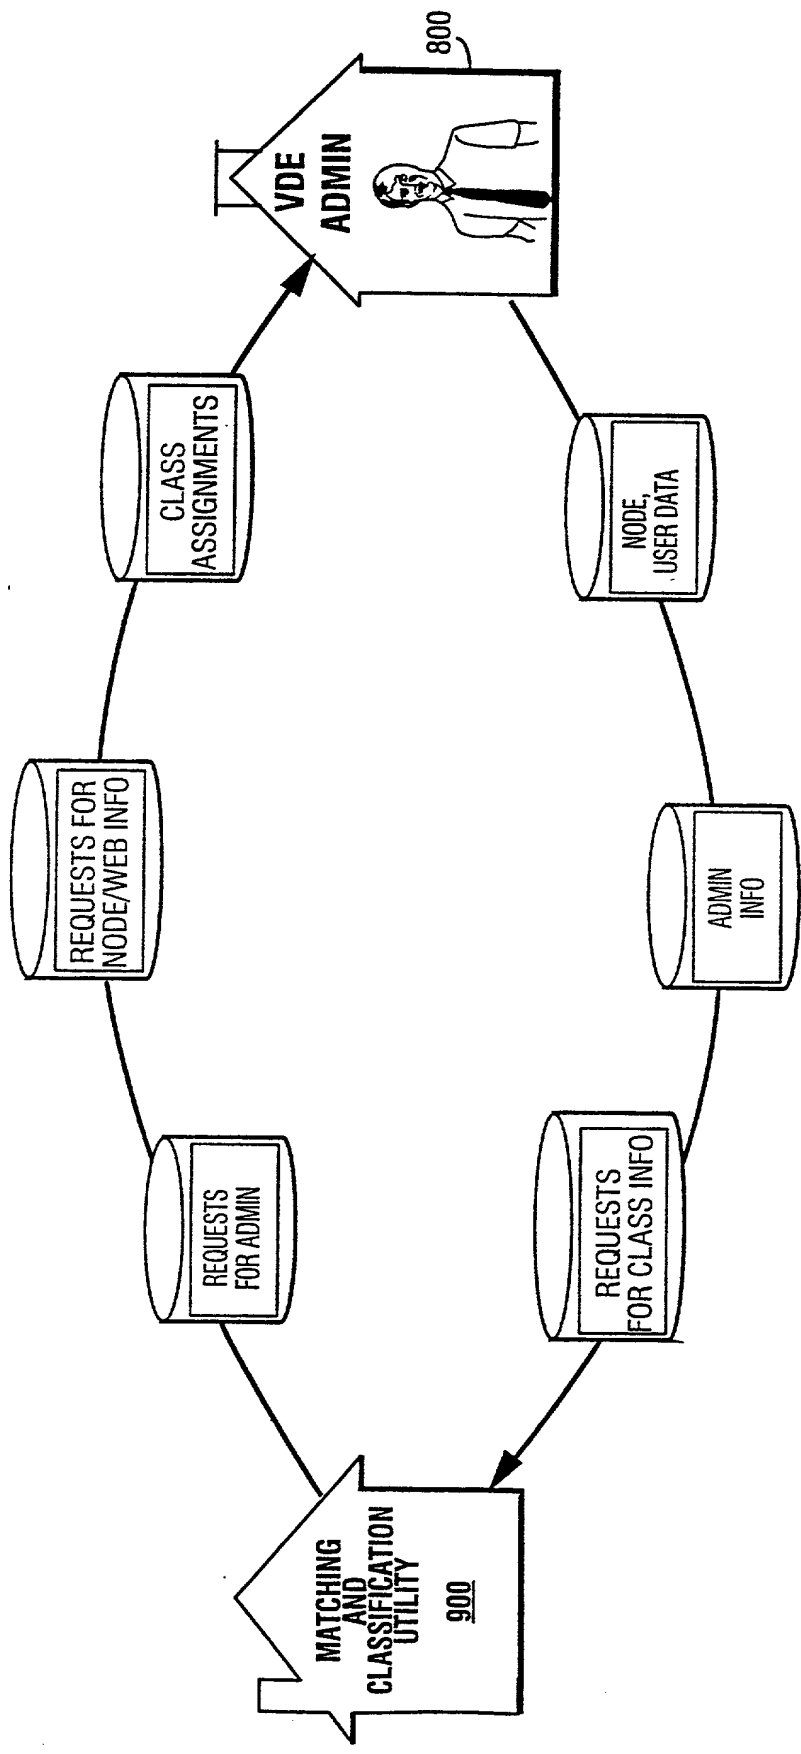 REQUESTS FOR
NODE/WEB INFO
REQUESTS
FOR ADMIN
CLASS
ASSIGNMENTS
MATCHING
AND
CLASSIFICATION
UTILITY
900
VDE
ADMIN
800
REQUESTS
FOR CLASS INFO
NODE,
USER DATA
ADMIN
INFO